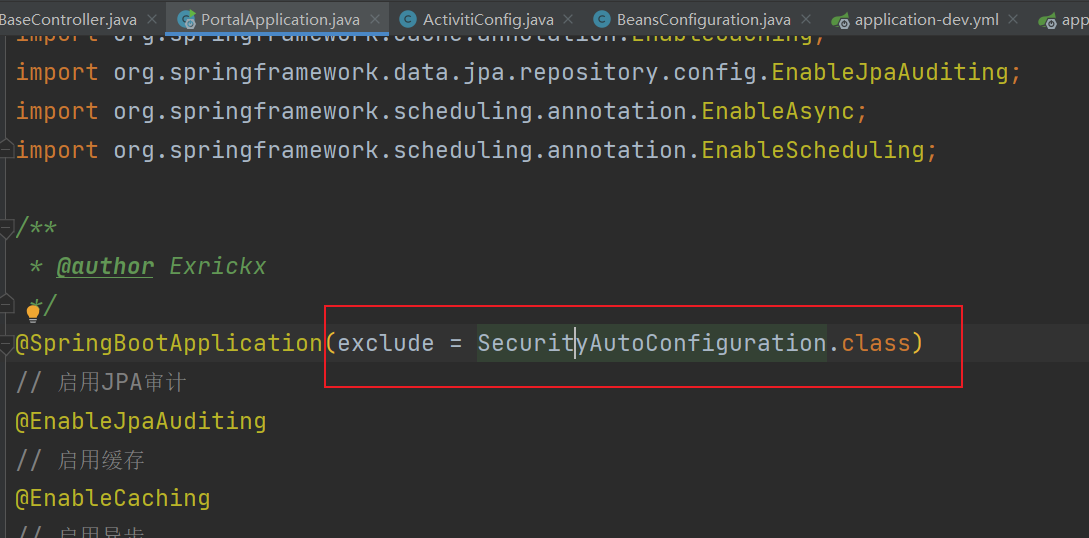 BaseController.java PortalApplication.java ActivitiConfig.java BeansConfiguration.java application-dev.yml app
import org.springframework.cache.annotation.EnableCaching;
import org.springframework.data.jpa.repository.config.EnableJpaAuditing;
import org.springframework.scheduling.annotation.EnableAsync;
import org.springframework.scheduling.annotation.EnableScheduling;
/**
* @author Exrickx
*/
@SpringBootApplication(exclude = SecurityAutoConfiguration.class)
// 启用JPA审计
@EnableJpaAuditing
// 启用缓存
@EnableCaching
// 启用异步